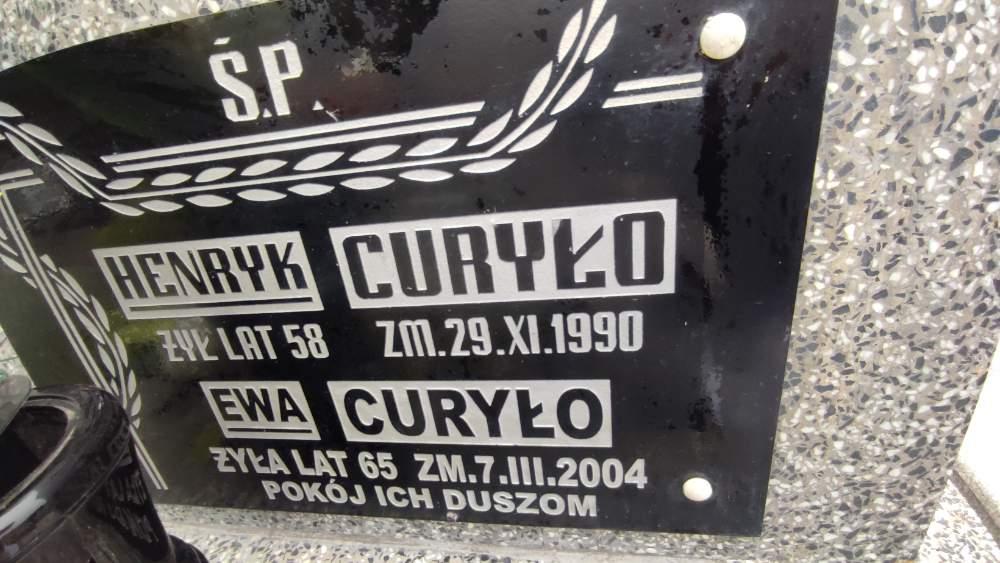 Ś.P.
HENRYK CURYŁO
ŻYŁ LAT 58 ZM.29.XI.1990
EWA CURYŁO
ŻYŁA LAT 65 ZM.7.III.2004
POKÓJ ICH DUSZOM